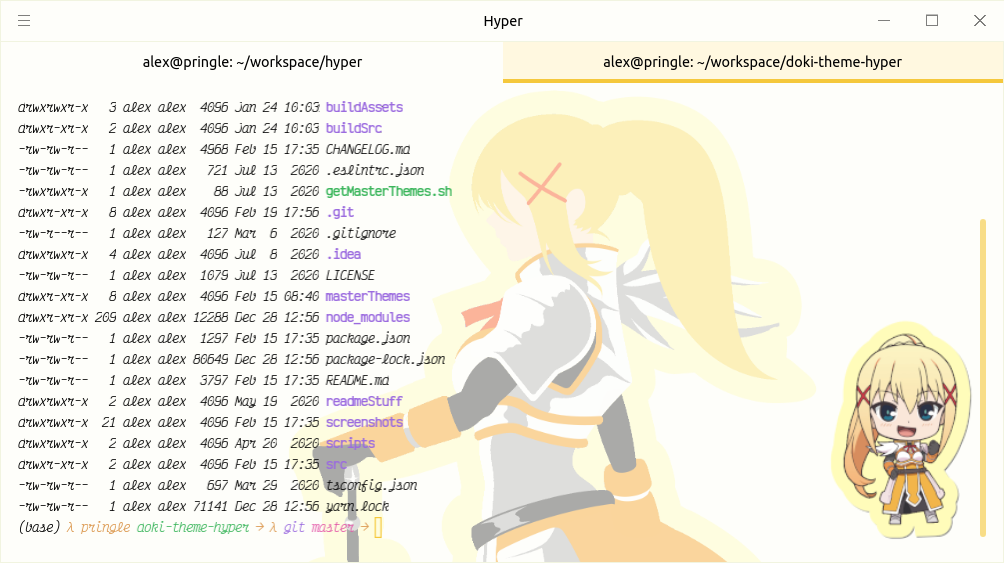 Hyper
alex@pringle: ~/workspace/hyper
alex@pringle: ~/workspace/doki-theme-hyper
drwxrwxr-x 3 alex alex 4096 Jan 24 10:03 buildAssets
drwxr-xr-x 2 alex alex 4096 Jan 24 10:03 buildSrc
-rw-rw-r-- 1 alex alex 4968 Feb 15 17:35 CHANGELOG.md
-rw-rw-r-- 1 alex alex 721 Jul 13 2020 .eslintrc.json
-rwxrwxr-x 1 alex alex 88 Jul 13 2020 getMasterThemes.sh
drwxrwxr-x 8 alex alex 4096 Feb 19 17:56 .git
-rw-r--r-- 1 alex alex 127 Mar 6 2020 .gitignore
drwxrwxr-x 4 alex alex 4096 Jul 8 2020 .idea
-rw-rw-r-- 1 alex alex 1079 Jul 13 2020 LICENSE
drwxr-xr-x 8 alex alex 4096 Feb 15 08:40 masterThemes
drwxr-xr-x 209 alex alex 12288 Dec 28 12:56 node_modules
-rw-rw-r-- 1 alex alex 1297 Feb 15 17:35 package.json
-rw-rw-r-- 1 alex alex 80649 Dec 28 12:56 package-lock.json
-rw-rw-r-- 1 alex alex 3797 Feb 15 17:35 README.md
drwxrwxr-x 2 alex alex 4096 May 19 2020 readmeStuff
drwxrwxr-x 21 alex alex 4096 Feb 15 17:35 screenshots
drwxrwxr-x 2 alex alex 4096 Apr 20 2020 scripts
drwxr-xr-x 2 alex alex 4096 Feb 15 17:35 src
-rw-rw-r-- 1 alex alex 697 Mar 29 2020 tsconfig.json
-rw-rw-r-- 1 alex alex 71141 Dec 28 12:56 yarn.lock
(base) λ pringle doki-theme-hyper → λ git master →